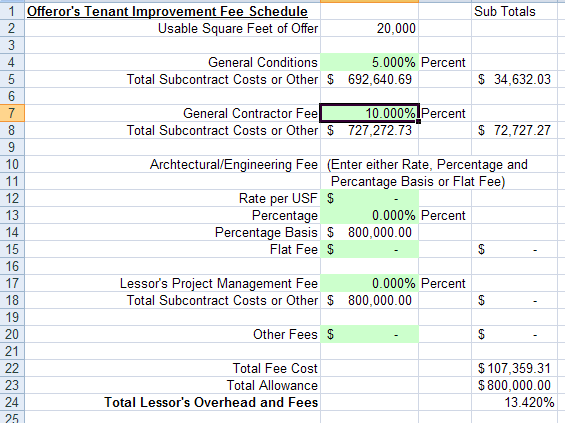 1 Offeror's Tenant Improvement Fee Schedule Sub Totals
2 Usable Square Feet of Offer 20,000
3
4 General Conditions 5.000% Percent
5 Total Subcontract Costs or Other $ 692,640.69 $ 34,632.03
6
7 General Contractor Fee 10.000% Percent
8 Total Subcontract Costs or Other $ 727,272.73 $ 72,727.27
9
10 Archtectural/Engineering Fee (Enter either Rate, Percentage and
11 Percantage Basis or Flat Fee)
12 Rate per USF $ -
13 Percentage 0.000% Percent
14 Percentage Basis $ 800,000.00
15 Flat Fee $ - $ -
16
17 Lessor's Project Management Fee 0.000% Percent
18 Total Subcontract Costs or Other $ 800,000.00 $ -
19
20 Other Fees $ - $ -
21
22 Total Fee Cost $107,359.31
23 Total Allowance $800,000.00
24 Total Lessor's Overhead and Fees 13.420%
25